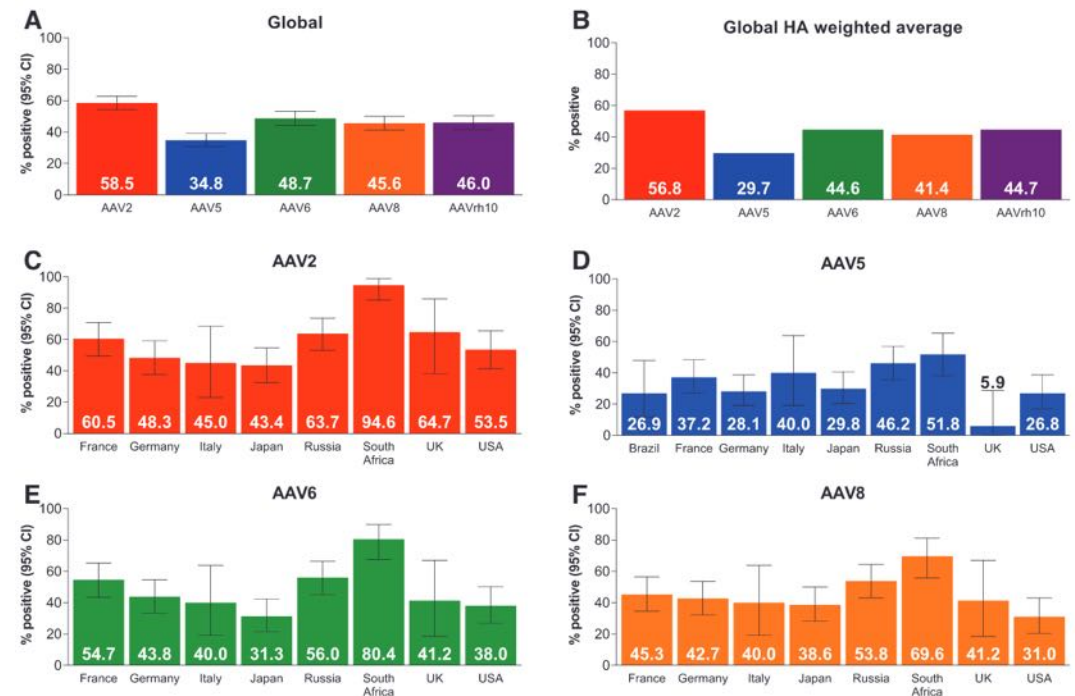 A
Global
% positive (95% CI)
100
80
60
40
20
0
58.5 34.8 48.7 45.6 46.0
AAV2 AAV5 AAV6 AAV8 AAVrh10
B
Global HA weighted average
% positive
100
80
60
40
20
0
56.8 29.7 44.6 41.4 44.7
AAV2 AAV5 AAV6 AAV8 AAVrh10
C
AAV2
% positive (95% CI)
100
80
60
40
20
0
60.5 48.3 45.0 43.4 63.7 94.6 64.7 53.5
France Germany Italy Japan Russia South UK USA
Africa
D
AAV5
% positive (95% CI)
100
80
60
40
20
0
5.9
26.9 37.2 28.1 40.0 29.8 46.2 51.8 26.8
Brazil France Germany Italy Japan Russia South UK USA
Africa
E
AAV6
% positive (95% CI)
100
80
60
40
20
0
54.7 43.8 40.0 31.3 56.0 80.4 41.2 38.0
France Germany Italy Japan Russia South UK USA
Africa
F
AAV8
% positive (95% CI)
100
80
60
40
20
0
45.3 42.7 40.0 38.6 53.8 69.6 41.2 31.0
France Germany Italy Japan Russia South UK USA
Africa